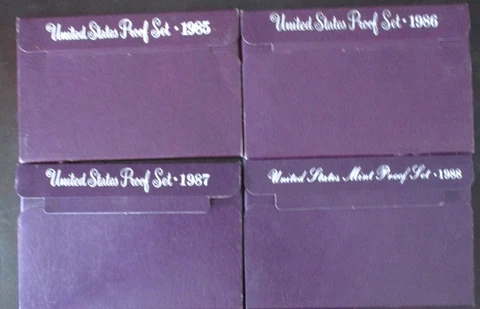 United States Proof Set • 1985
United States Proof Set • 1986
United States Proof Set • 1987
United States Mint Proof Set • 1988